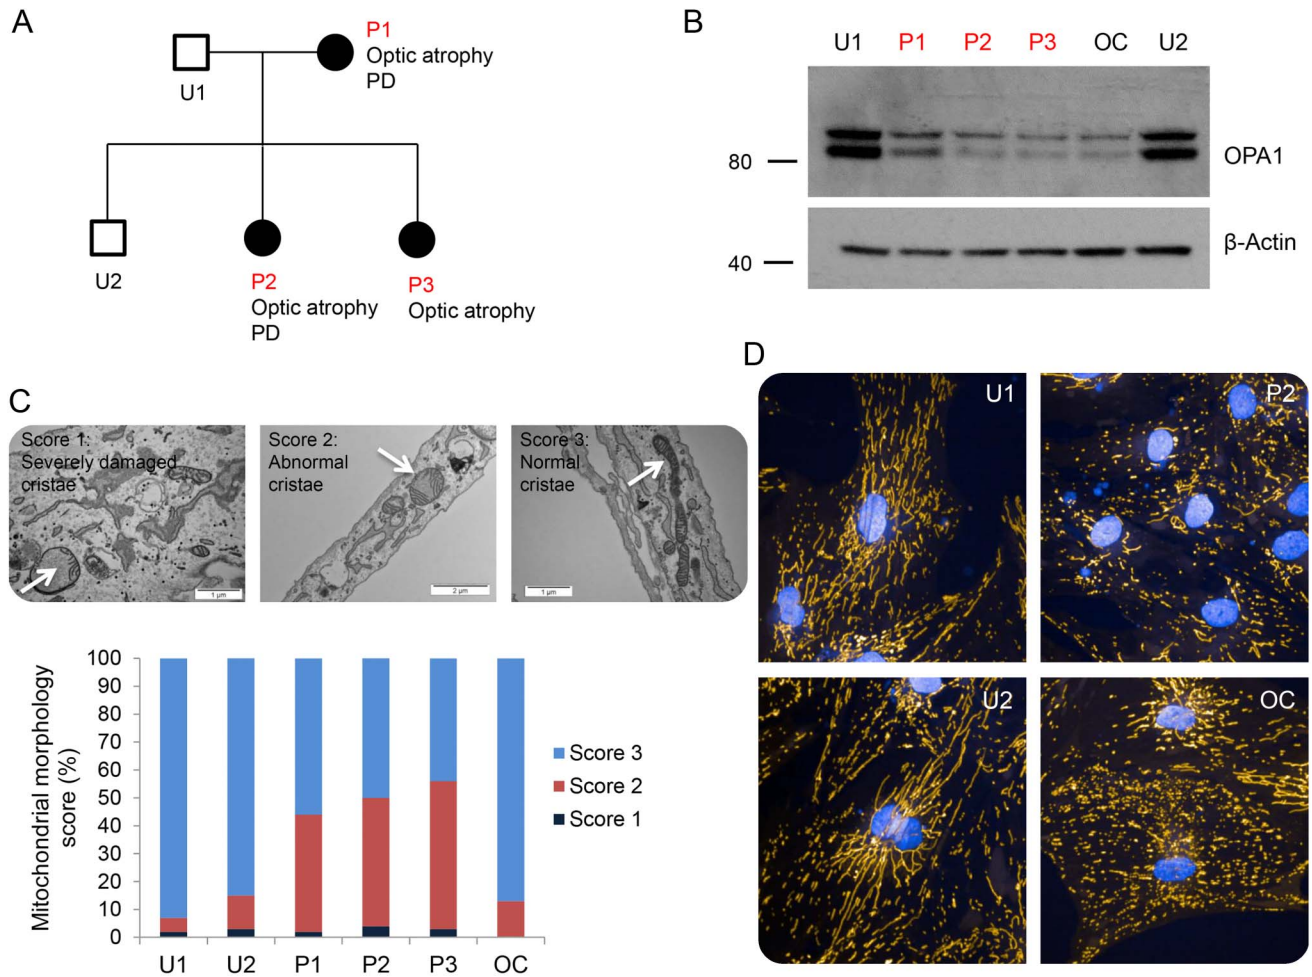 A
P1
Optic atrophy
PD
U1
U2
P2
Optic atrophy
PD
P3
Optic atrophy
B
U1 P1 P2 P3 OC U2
80
OPA1
40
β-Actin
C
Score 1:
Severely damaged
cristae
1 µm
Score 2:
Abnormal
cristae
2 µm
Score 3:
Normal
cristae
1 µm
Mitochondrial morphology
score (%)
100
90
80
70
60
50
40
30
20
10
0
U1 U2 P1 P2 P3 OC
Score 3
Score 2
Score 1
D
U1
P2
U2
OC